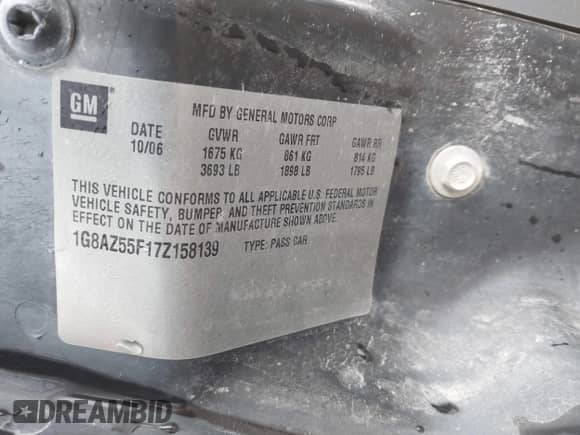 GM
MFD BY GENERAL MOTORS CORP
DATE GVWR GAWR FRT GAWR RR
10/06 1675 KG 861 KG 814 KG
3693 LB 1898 LB 1795 LB
THIS VEHICLE CONFORMS TO ALL APPLICABLE U.S. FEDERAL MOTOR
VEHICLE SAFETY, BUMPER, AND THEFT PREVENTION STANDARDS IN
EFFECT ON THE DATE OF MANUFACTURE SHOWN ABOVE.
1G8AZ55F17Z158139 TYPE: PASS CAR
DREAMBID